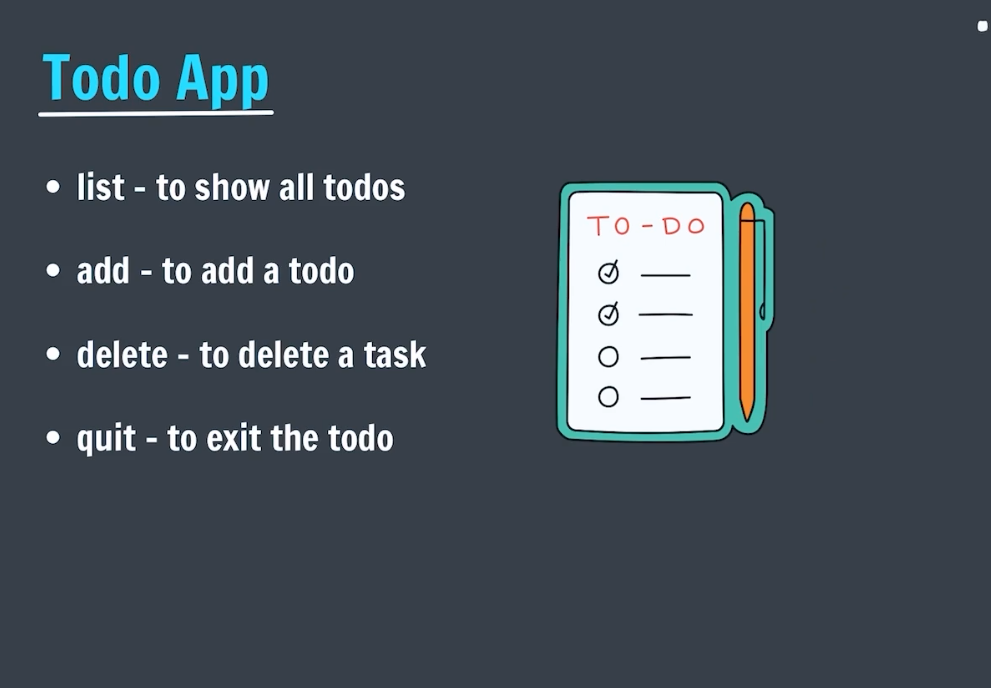 Todo App
• list - to show all todos
• add - to add a todo
• delete - to delete a task
• quit - to exit the todo
TO-DO